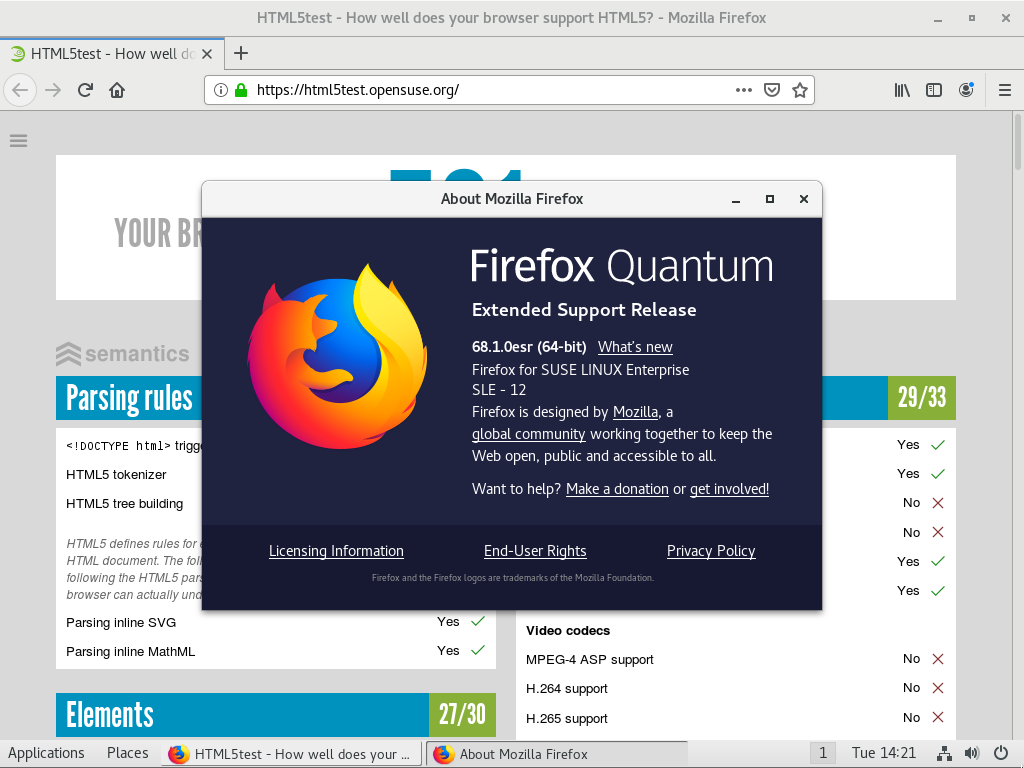 HTML5test - How well does your browser support HTML5? - Mozilla Firefox
HTML5test - How well do
https://html5test.opensuse.org/
About Mozilla Firefox
YOUR BR
Firefox Quantum
Extended Support Release
68.1.0esr (64-bit) What's new
Firefox for SUSE LINUX Enterprise
SLE - 12
Firefox is designed by Mozilla, a
global community working together to keep the
Web open, public and accessible to all.
Want to help? Make a donation or get involved!
Licensing Information End-User Rights Privacy Policy
Firefox and the Firefox logos are trademarks of the Mozilla Foundation.
semantics
Parsing rules
<!DOCTYPE html> trigg
HTML5 tokenizer
HTML5 tree building
HTML5 defines rules for
HTML document. The foll
following the HTML5 pars
browser can actually und
Parsing inline SVG Yes
Parsing inline MathML Yes
Elements 27/30
29/33
Yes
Yes
No
No
Yes
Yes
Video codecs
MPEG-4 ASP support No
H.264 support No
H.265 support No
Applications Places HTML5test - How well does your ... About Mozilla Firefox 1 Tue 14:21